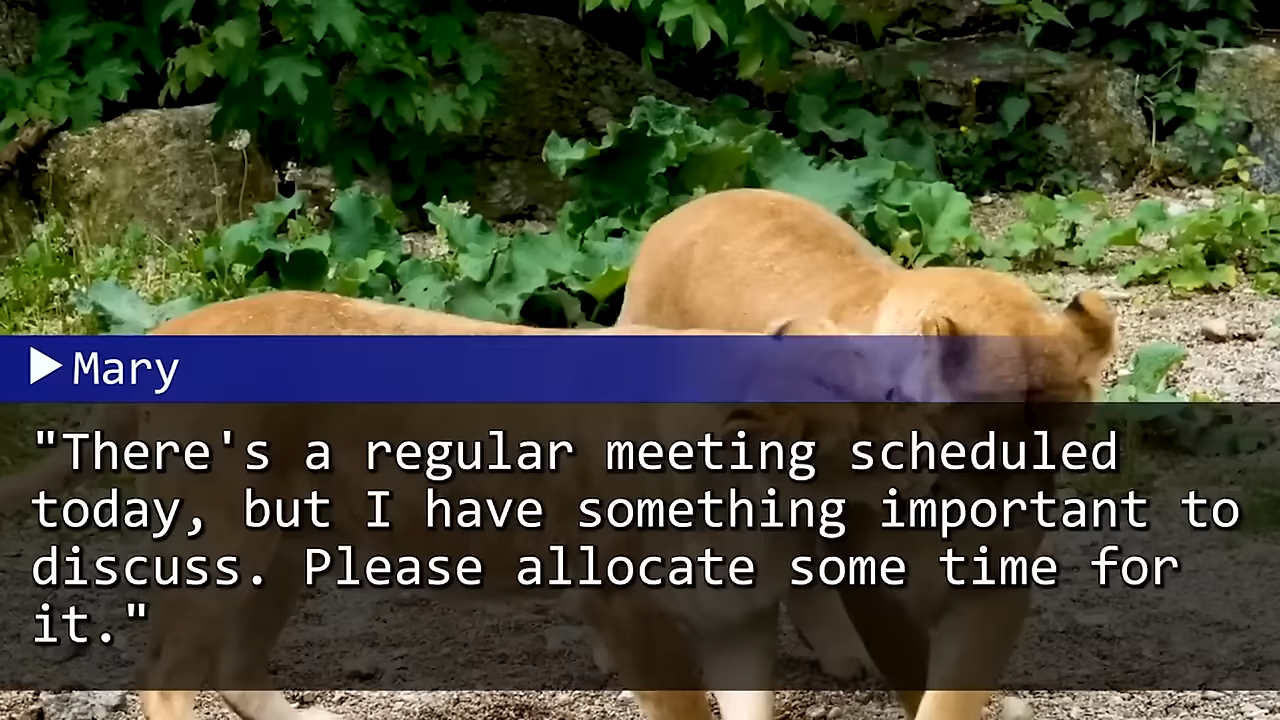 Mary
"There's a regular meeting scheduled
today, but I have something important to
discuss. Please allocate some time for
it."